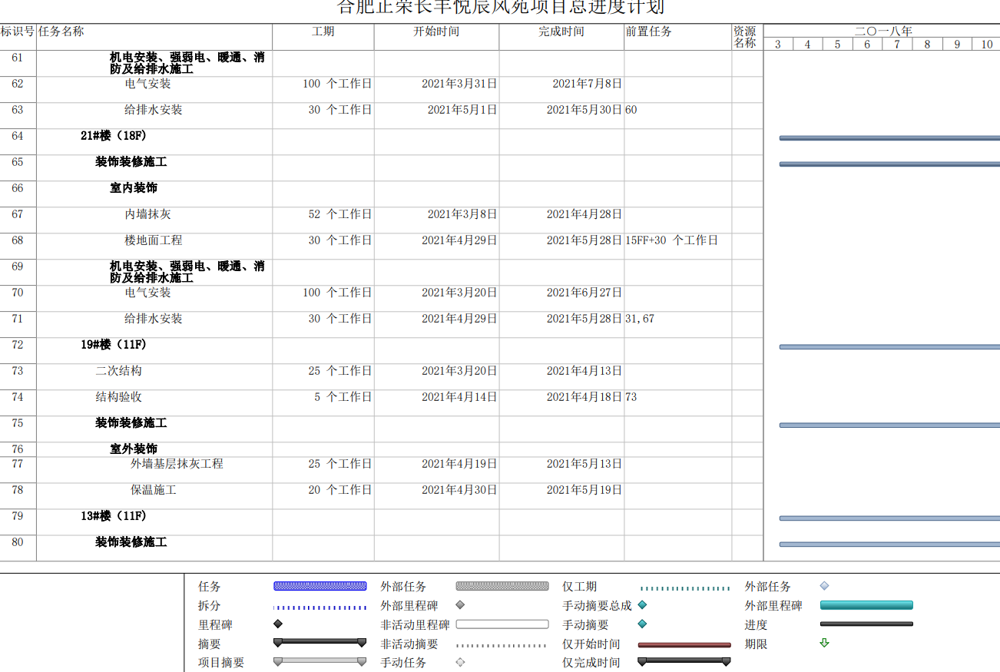 合肥正荣长丰悦辰风苑项目总进度计划
标识号 任务名称 工期 开始时间 完成时间 前置任务 资源名称 二〇一八年
3 4 5 6 7 8 9 10
61 机电安装、强弱电、暖通、消
防及给排水施工
62 电气安装 100 个工作日 2021年3月31日 2021年7月8日
63 给排水安装 30 个工作日 2021年5月1日 2021年5月30日 60
64 21#楼（18F）
65 装饰装修施工
66 室内装饰
67 内墙抹灰 52 个工作日 2021年3月8日 2021年4月28日
68 楼地面工程 30 个工作日 2021年4月29日 2021年5月28日 15FF+30 个工作日
69 机电安装、强弱电、暖通、消
防及给排水施工
70 电气安装 100 个工作日 2021年3月20日 2021年6月27日
71 给排水安装 30 个工作日 2021年4月29日 2021年5月28日 31,67
72 19#楼（11F）
73 二次结构 25 个工作日 2021年3月20日 2021年4月13日
74 结构验收 5 个工作日 2021年4月14日 2021年4月18日 73
75 装饰装修施工
76 室外装饰
77 外墙基层抹灰工程 25 个工作日 2021年4月19日 2021年5月13日
78 保温施工 20 个工作日 2021年4月30日 2021年5月19日
79 13#楼（11F）
80 装饰装修施工
任务 外部任务 仅工期 外部任务
拆分 外部里程碑 手动摘要总成 外部里程碑
里程碑 非活动里程碑 手动摘要 进度
摘要 非活动摘要 仅开始时间 期限
项目摘要 手动任务 仅完成时间